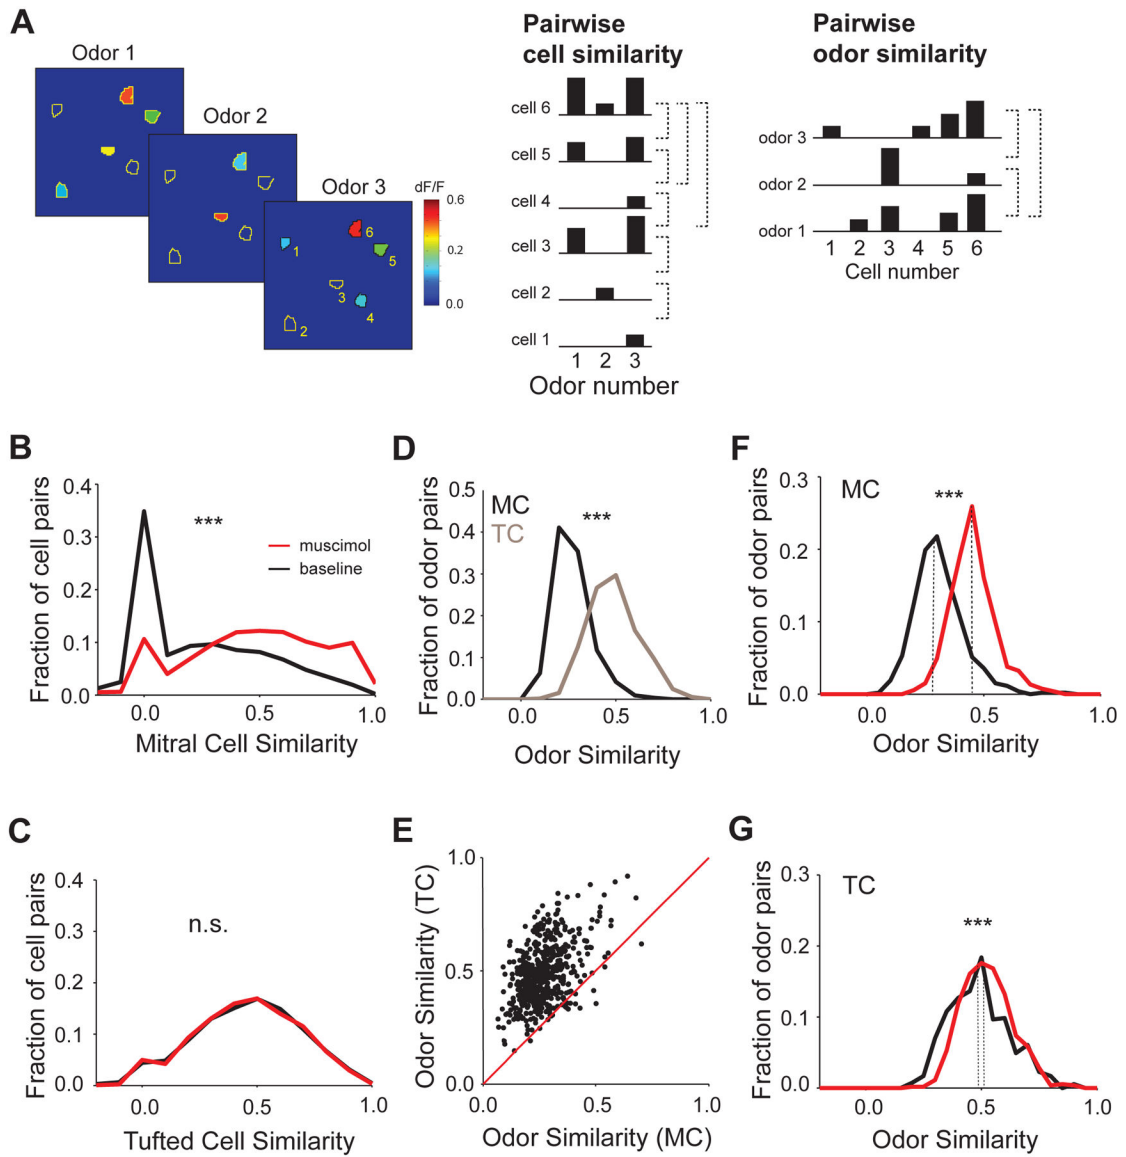 A
Odor 1
Odor 2
Odor 3
dF/F
0.6
0.2
0.0
1
2
3
4
5
6
Pairwise
cell similarity
cell 6
cell 5
cell 4
cell 3
cell 2
cell 1
1 2 3
Odor number
Pairwise
odor similarity
odor 3
odor 2
odor 1
1 2 3 4 5 6
Cell number
B
Fraction of cell pairs
0.4
0.3
0.2
0.1
0.0
***
muscimol
baseline
0.0 0.5 1.0
Mitral Cell Similarity
D
Fraction of odor pairs
0.5
0.4
0.3
0.2
0.1
0.0
MC
TC
***
0.0 0.5 1.0
Odor Similarity
F
Fraction of odor pairs
0.3
0.2
0.1
0.0
MC
***
0.0 0.5 1.0
Odor Similarity
C
Fraction of cell pairs
0.4
0.3
0.2
0.1
0.0
n.s.
0.0 0.5 1.0
Tufted Cell Similarity
E
Odor Similarity (TC)
1.0
0.5
0.0
0.0 0.5 1.0
Odor Similarity (MC)
G
Fraction of odor pairs
0.3
0.2
0.1
0.0
TC
***
0.0 0.5 1.0
Odor Similarity